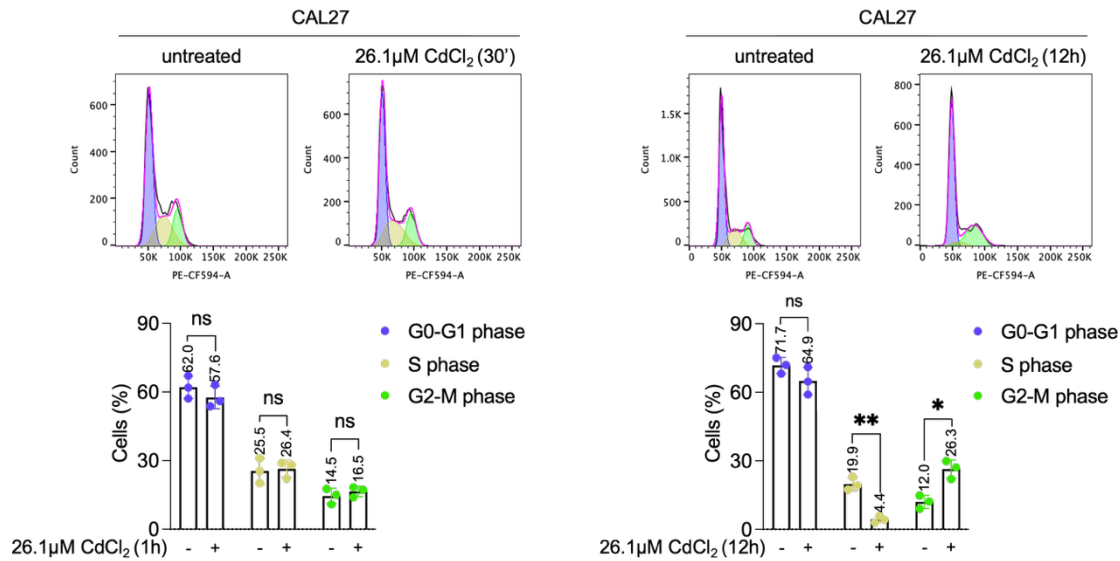 CAL27
untreated
26.1µM CdCl₂ (30')
Count
600
400
200
0
50K 100K 150K 200K 250K
PE-CF594-A
Count
600
400
200
0
50K 100K 150K 200K 250K
PE-CF594-A
Cells (%)
90
60
30
0
ns
62.0
57.6
ns
25.5
26.4
ns
14.5
16.5
G0-G1 phase
S phase
G2-M phase
26.1µM CdCl₂ (1h) - + - + - +
CAL27
untreated
26.1µM CdCl₂ (12h)
Count
1.5K
1.0K
500
0
0 50K 100K 150K 200K 250K
PE-CF594-A
Count
800
600
400
200
0
0 50K 100K 150K 200K 250K
PE-CF594-A
Cells (%)
90
60
30
0
ns
71.7
64.9
**
19.9
4.4
*
12.0
26.3
G0-G1 phase
S phase
G2-M phase
26.1µM CdCl₂ (12h) - + - + - +